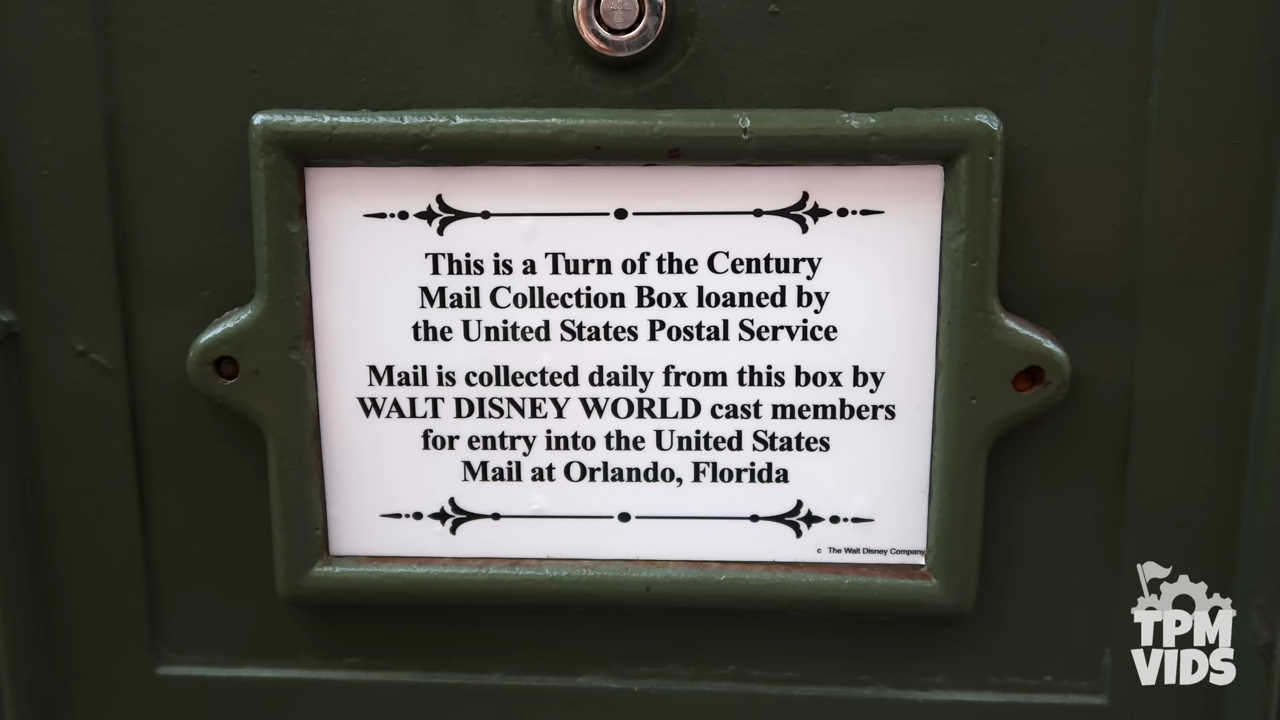 This is a Turn of the Century
Mail Collection Box loaned by
the United States Postal Service
Mail is collected daily from this box by
WALT DISNEY WORLD cast members
for entry into the United States
Mail at Orlando, Florida
c The Walt Disney Company
TPM
VIDS